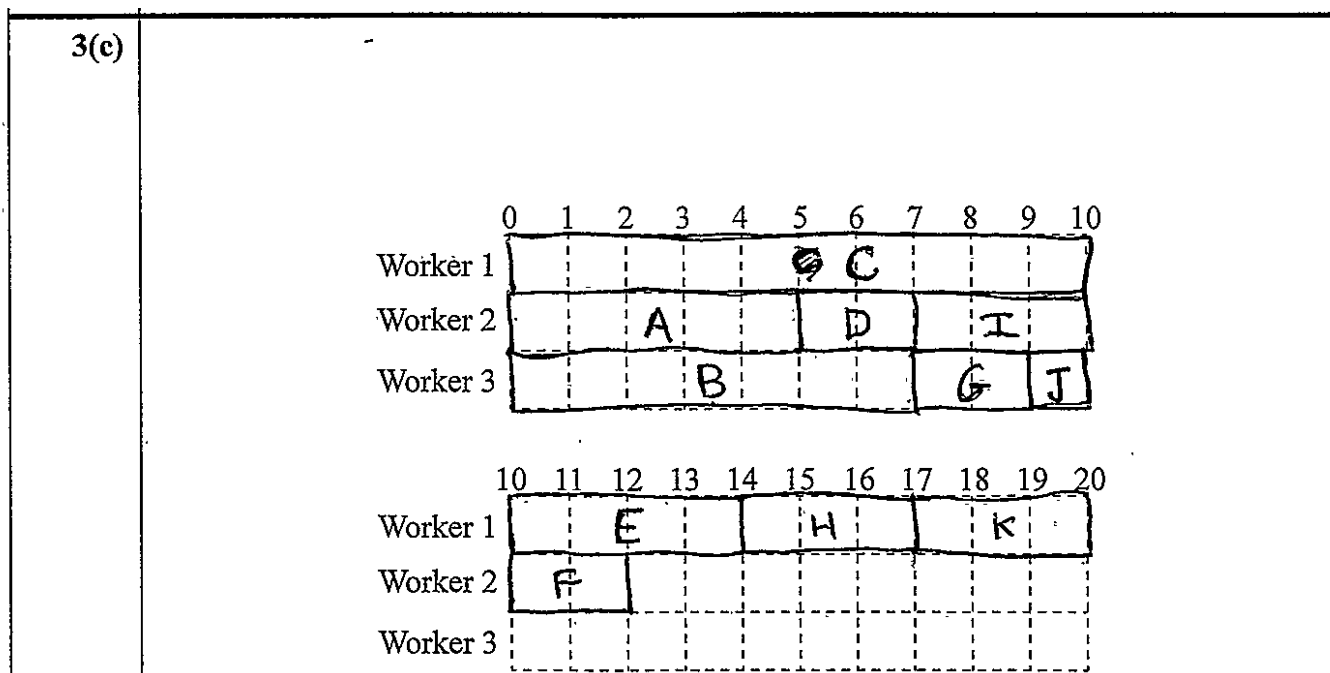 3(c)
0 1 2 3 4 5 6 7 8 9 10
Worker 1 C
Worker 2 A D I
Worker 3 B G J
10 11 12 13 14 15 16 17 18 19 20
Worker 1 E H K
Worker 2 F
Worker 3